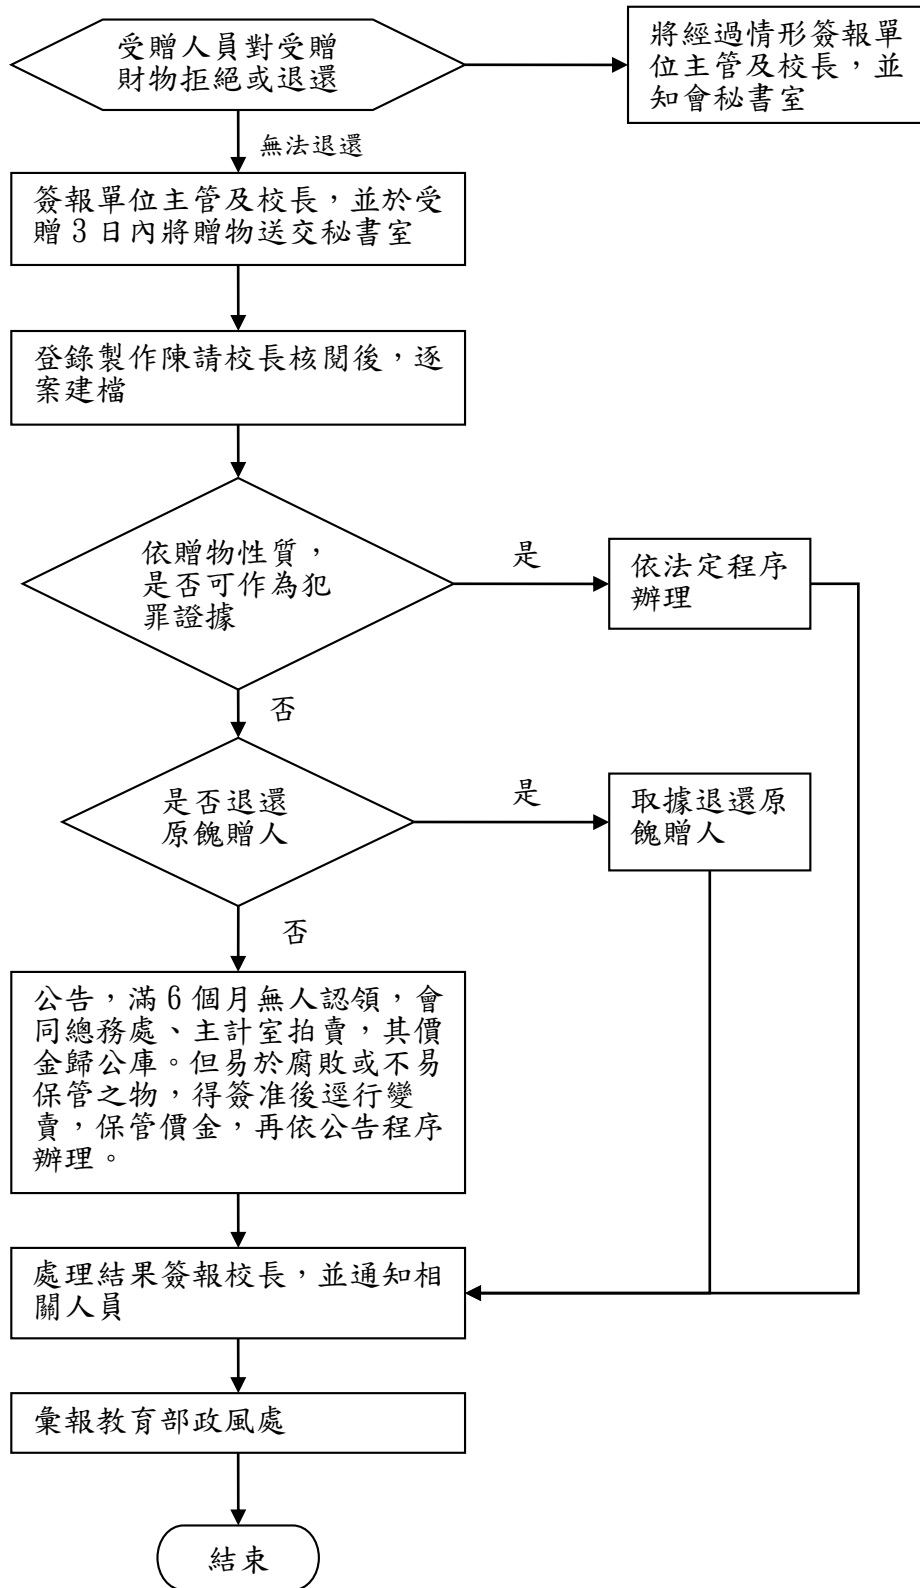 受贈人員對受贈
財物拒絕或退還
將經過情形簽報單
位主管及校長，並
知會秘書室
無法退還
簽報單位主管及校長，並於受
贈3日內將贈物送交秘書室
登錄製作陳請校長核閱後，逐
案建檔
依贈物性質，
是否可作為犯
罪證據
是
依法定程序
辦理
否
是否退還
原餽贈人
是
取據退還原
餽贈人
否
公告，滿6個月無人認領，會
同總務處、主計室拍賣，其價
金歸公庫。但易於腐敗或不易
保管之物，得簽准後逕行變
賣，保管價金，再依公告程序
辦理。
處理結果簽報校長，並通知相
關人員
彙報教育部政風處
結束